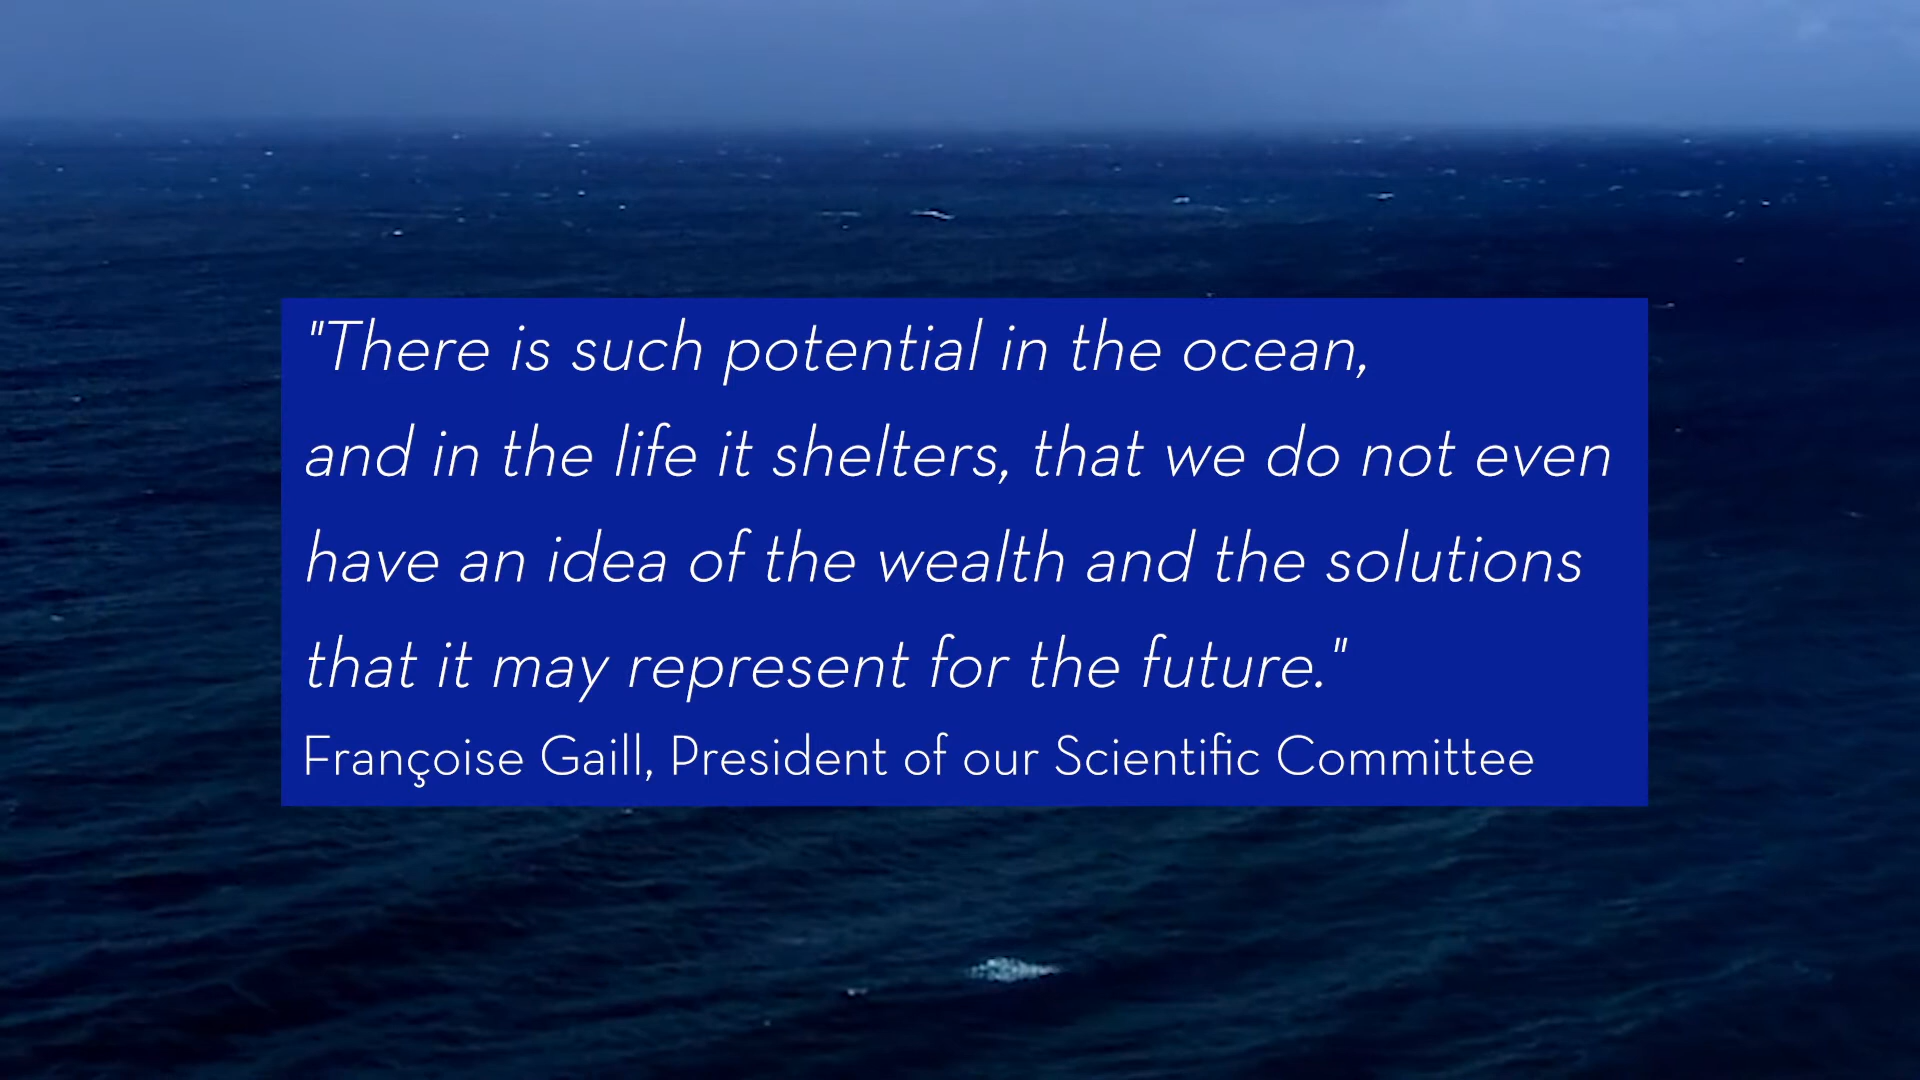 "There is such potential in the ocean,
and in the life it shelters, that we do not even
have an idea of the wealth and the solutions
that it may represent for the future."
Françoise Gaill, President of our Scientific Committee